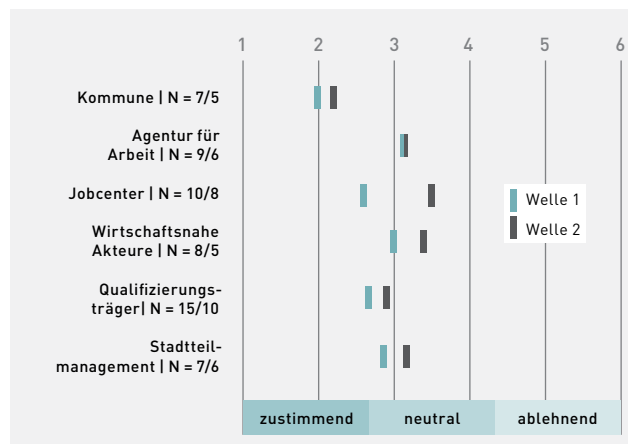 1 2 3 4 5 6
Kommune | N = 7/5
Agentur für
Arbeit | N = 9/6
Jobcenter | N = 10/8
Wirtschaftsnahe
Akteure | N = 8/5
Qualifizierungs-
träger| N = 15/10
Stadtteil-
management | N = 7/6
Welle 1
Welle 2
zustimmend neutral ablehnend